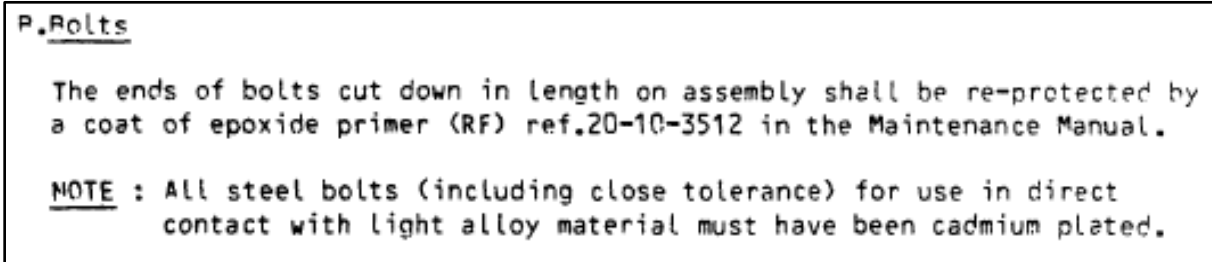 B.Bolts
The ends of bolts cut down in length on assembly shall be re-protected by
a coat of epoxide primer (RF) ref.20-10-3512 in the Maintenance Manual.
NOTE : All steel bolts (including close tolerance) for use in direct
contact with light alloy material must have been cadmium plated.